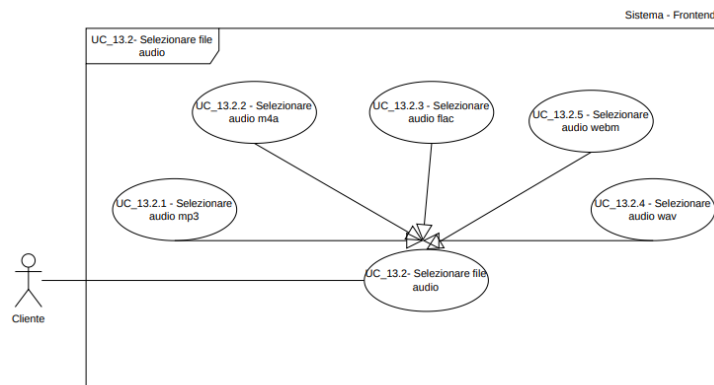 Sistema - Frontend
UC_13.2- Selezionare file
audio
UC_13.2.2 - Selezionare
audio m4a
UC_13.2.3 - Selezionare
audio flac
UC_13.2.5 - Selezionare
audio webm
UC_13.2.1 - Selezionare
audio mp3
UC_13.2.4 - Selezionare
audio wav
UC_13.2- Selezionare file
audio
Cliente